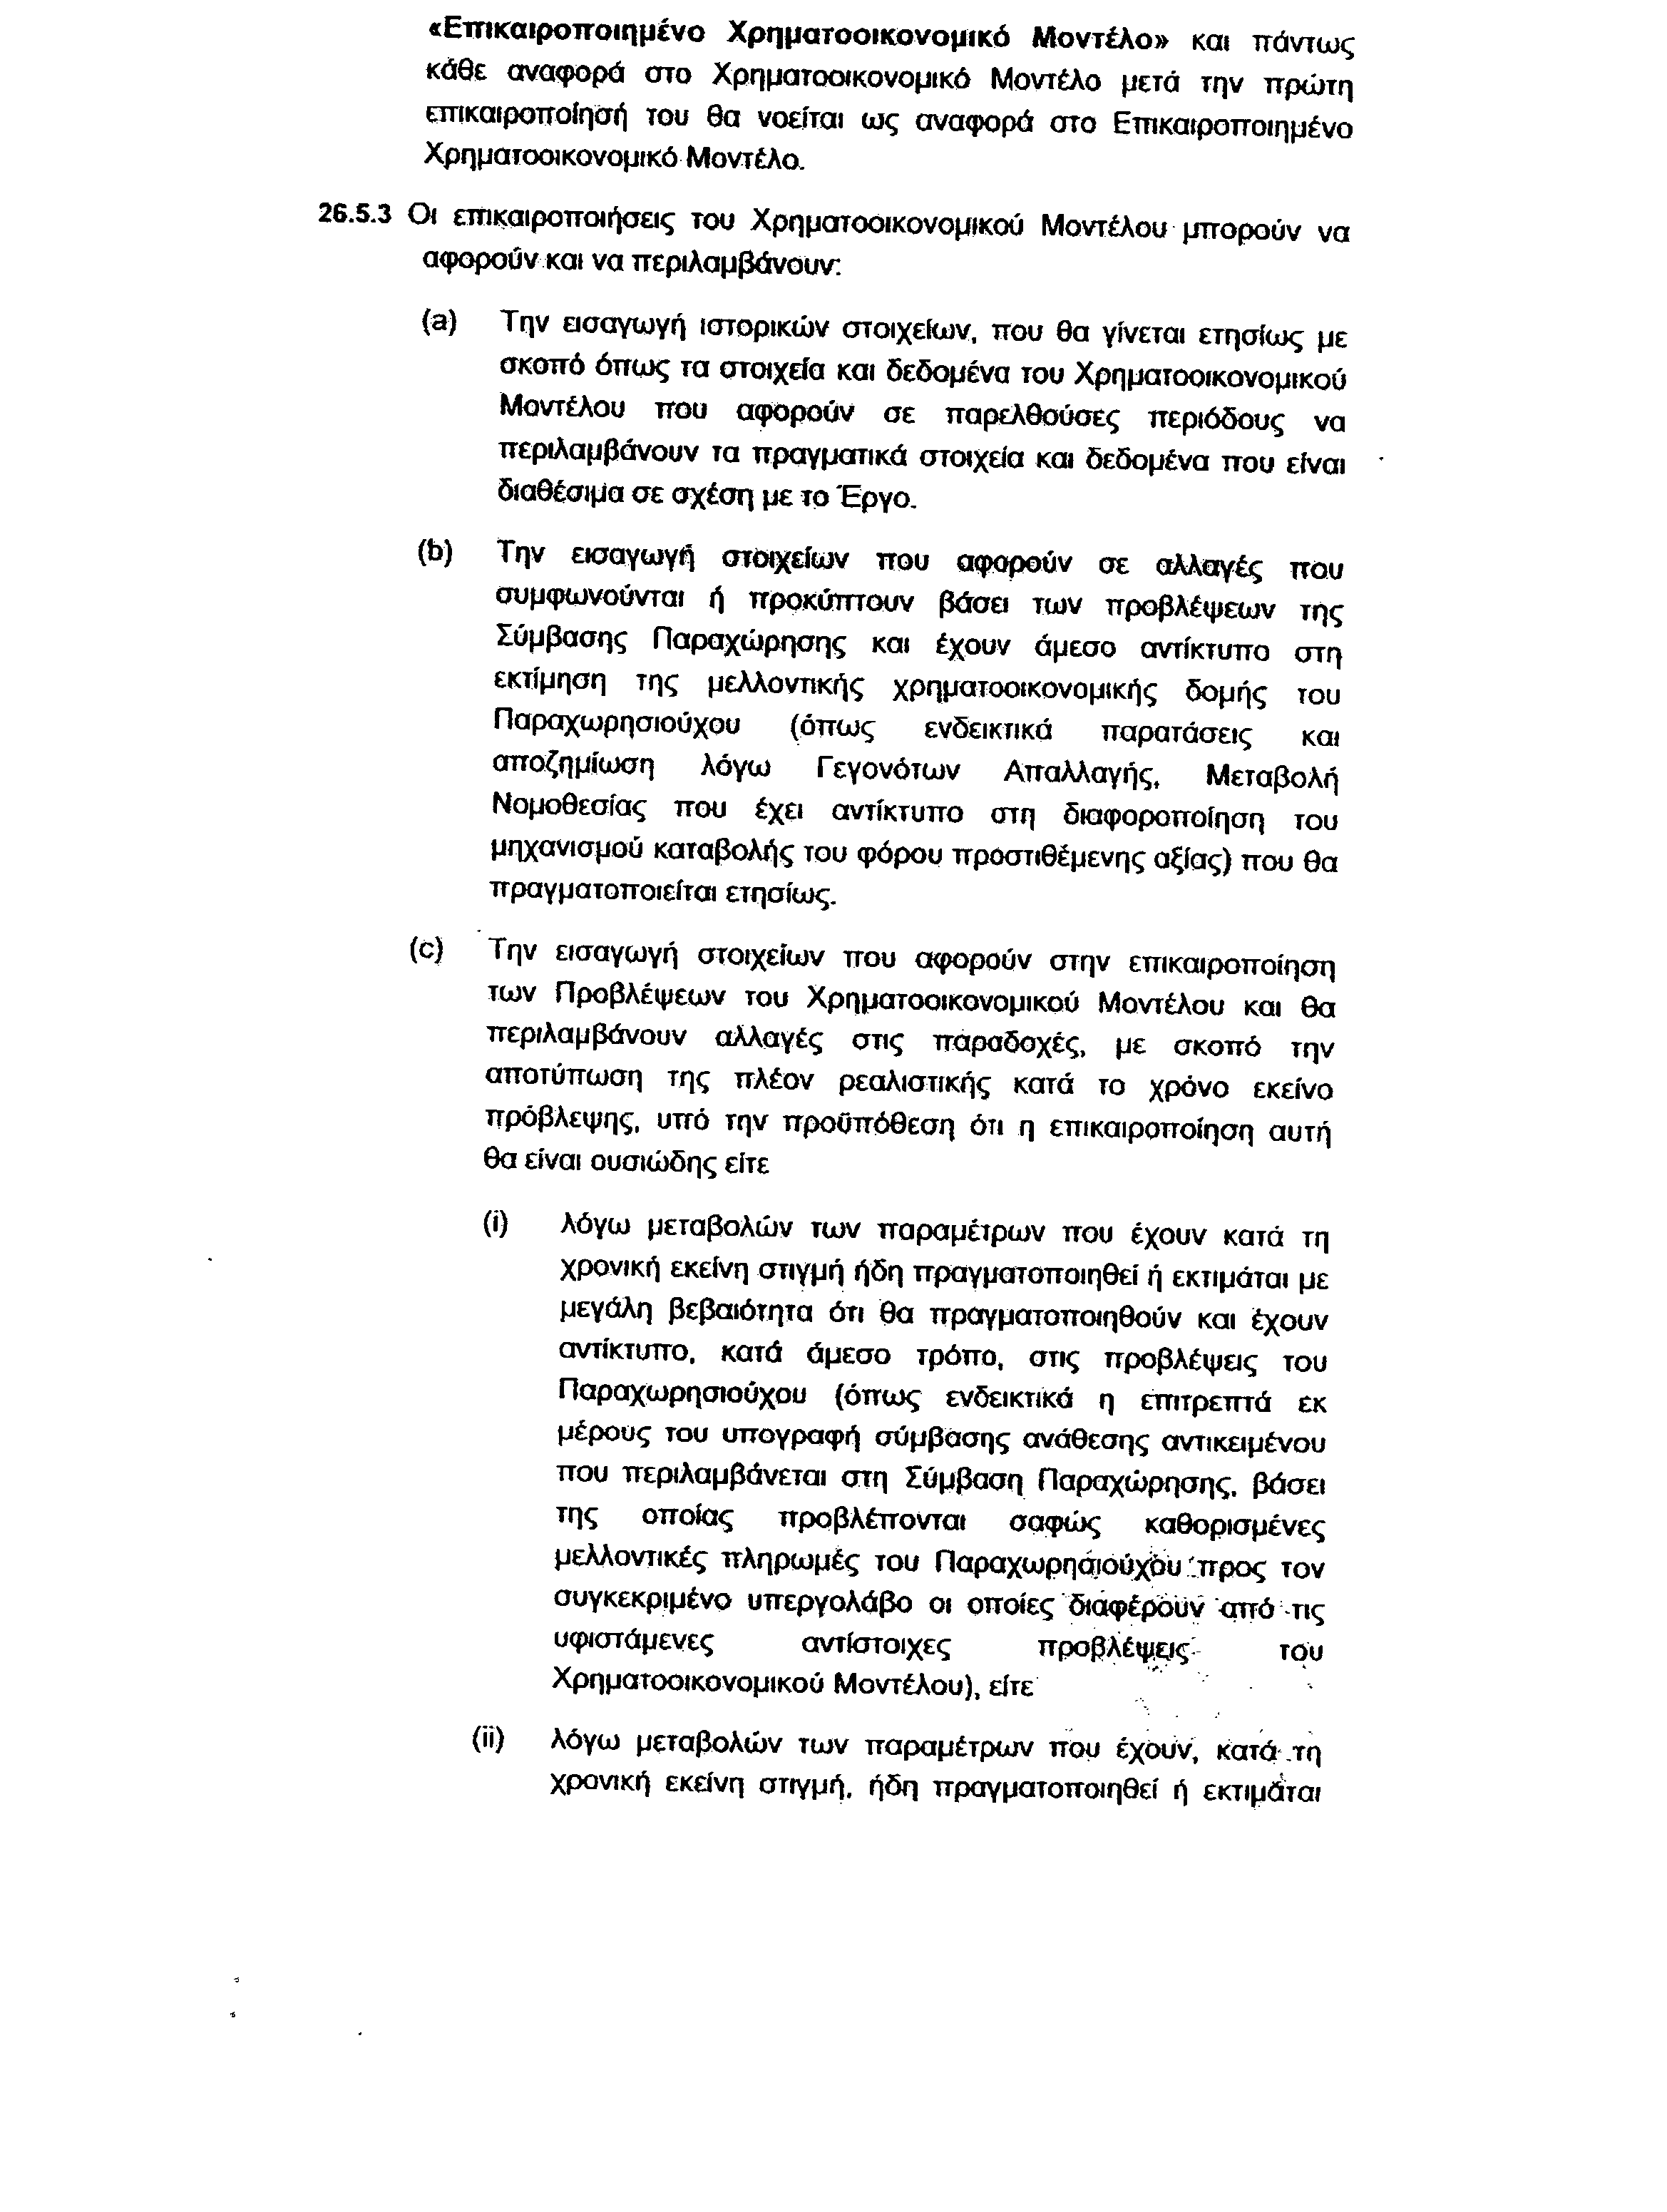 «Επικαιροποιημένο Χρηματοοικονομικό Μοντέλο» και πάντως
κάθε αναφορά στο Χρηματοοικονομικό Μοντέλο μετά την πρώτη
επικαιροποίησή του θα νοείται ως αναφορά στο Επικαιροποιημένο
Χρηματοοικονομικό Μοντέλο.
26.5.3 Οι επικαιροποιήσεις του Χρηματοοικονομικού Μοντέλου μπορούν να
αφορούν και να περιλαμβάνουν:
(a) Την εισαγωγή ιστορικών στοιχείων, που θα γίνεται ετησίως με
σκοπό όπως τα στοιχεία και δεδομένα του Χρηματοοικονομικού
Μοντέλου που αφορούν σε παρελθούσες περιόδους να
περιλαμβάνουν τα πραγματικά στοιχεία και δεδομένα που είναι
διαθέσιμα σε σχέση με το Έργο.
(b) Την εισαγωγή στοιχείων που αφορούν σε αλλαγές που
συμφωνούνται ή προκύπτουν βάσει των προβλέψεων της
Σύμβασης Παραχώρησης και έχουν άμεσο αντίκτυπο στη
εκτίμηση της μελλοντικής χρηματοοικονομικής δομής του
Παραχωρησιούχου (όπως ενδεικτικά παρατάσεις και
αποζημίωση λόγω Γεγονότων Απαλλαγής, Μεταβολή
Νομοθεσίας που έχει αντίκτυπο στη διαφοροποίηση του
μηχανισμού καταβολής του φόρου προστιθέμενης αξίας) που θα
πραγματοποιείται ετησίως.
(c) Την εισαγωγή στοιχείων που αφορούν στην επικαιροποίηση
των Προβλέψεων του Χρηματοοικονομικού Μοντέλου και θα
περιλαμβάνουν αλλαγές στις παραδοχές, με σκοπό την
αποτύπωση της πλέον ρεαλιστικής κατά το χρόνο εκείνο
πρόβλεψης, υπό την προϋπόθεση ότι η επικαιροποίηση αυτή
θα είναι ουσιώδης είτε
(i) λόγω μεταβολών των παραμέτρων που έχουν κατά τη
χρονική εκείνη στιγμή ήδη πραγματοποιηθεί ή εκτιμάται με
μεγάλη βεβαιότητα ότι θα πραγματοποιηθούν και έχουν
αντίκτυπο, κατά άμεσο τρόπο, στις προβλέψεις του
Παραχωρησιούχου (όπως ενδεικτικά η επιτρεπτά εκ
μέρους του υπογραφή σύμβασης ανάθεσης αντικειμένου
που περιλαμβάνεται στη Σύμβαση Παραχώρησης, βάσει
της οποίας προβλέπονται σαφώς καθορισμένες
μελλοντικές πληρωμές του Παραχωρησιούχου προς τον
συγκεκριμένο υπεργολάβο οι οποίες διαφέρουν από τις
υφιστάμενες αντίστοιχες προβλέψεις του
Χρηματοοικονομικού Μοντέλου), είτε
(ii) λόγω μεταβολών των παραμέτρων που έχουν, κατά τη
χρονική εκείνη στιγμή, ήδη πραγματοποιηθεί ή εκτιμάται